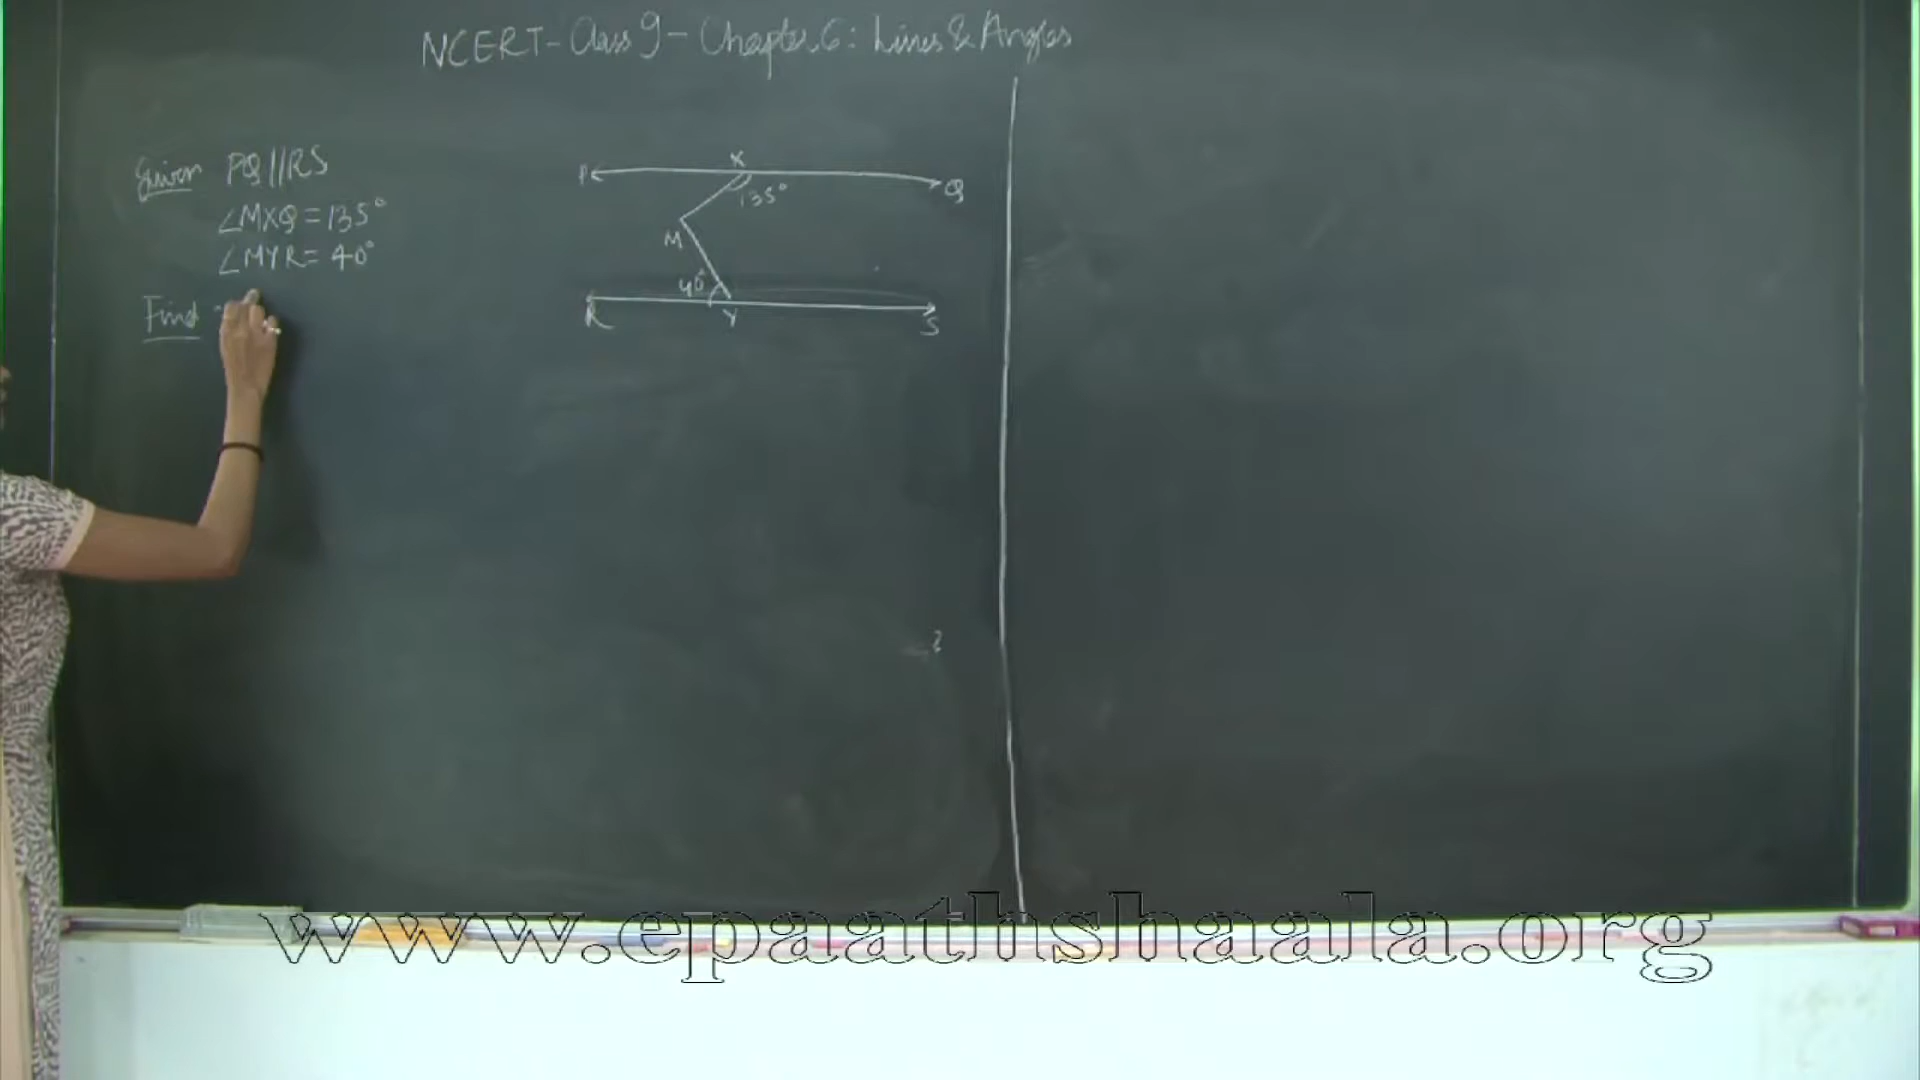 NCERT - Class 9 - Chapter 6: Lines & Angles
Given PQ || RS
∠MXQ = 135°
∠MYR = 40°
Find
X
P
Q
135°
M
40°
R
Y
S
?
www.epaathshaala.org